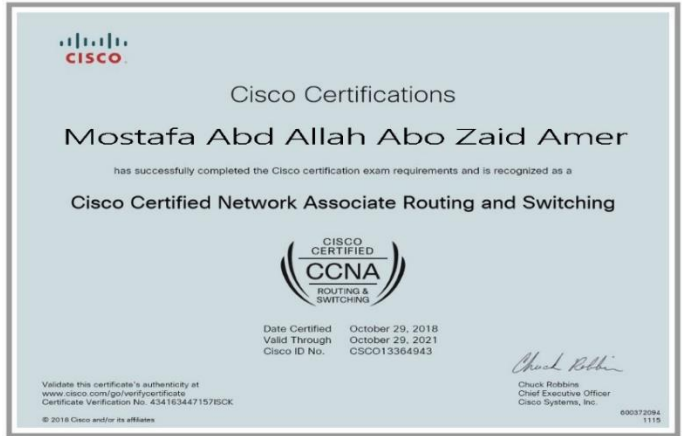 CISCO
Cisco Certifications
Mostafa Abd Allah Abo Zaid Amer
has successfully completed the Cisco certification exam requirements and is recognized as a
Cisco Certified Network Associate Routing and Switching
CISCO
CERTIFIED
CCNA
ROUTING &
SWITCHING
Date Certified October 29, 2018
Valid Through October 29, 2021
Cisco ID No. CSCO13364943
Chuck Robbins
Validate this certificate's authenticity at
www.cisco.com/go/verifycertificate
Certificate Verification No. 434163447157ISCK
Chuck Robbins
Chief Executive Officer
Cisco Systems, Inc.
© 2018 Cisco and/or its affiliates
600372094
1115